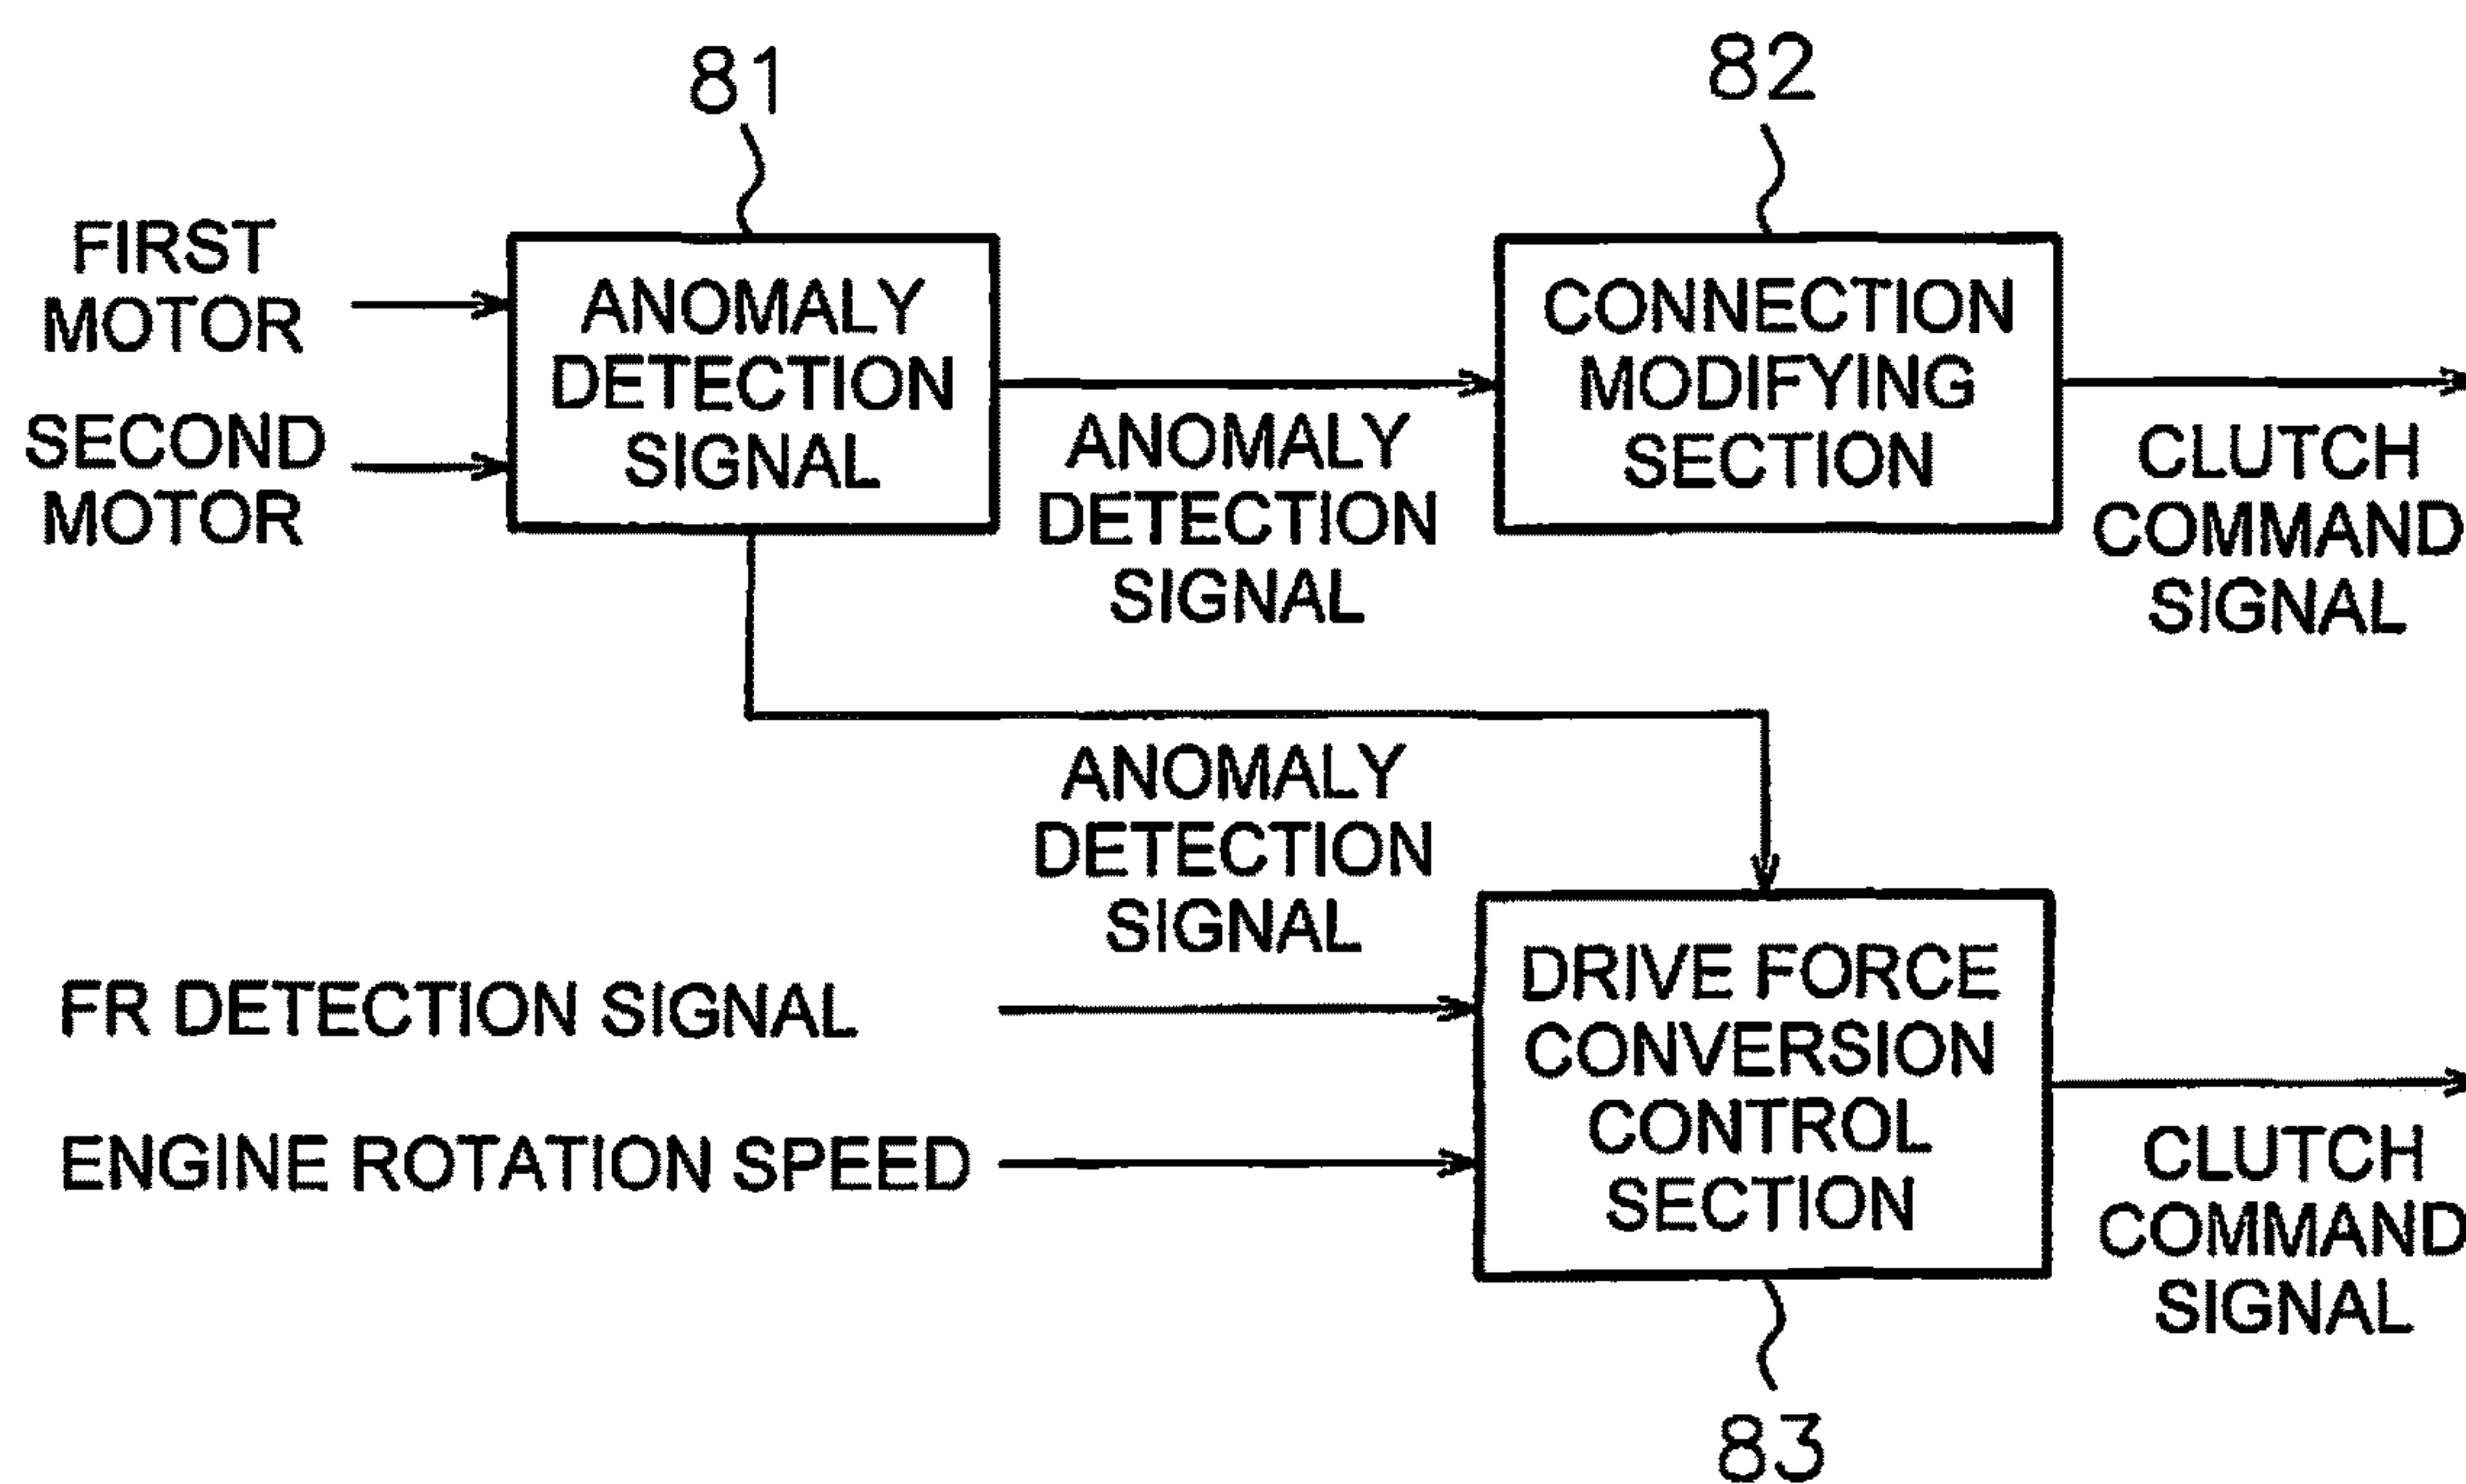 81
82
FIRST
MOTOR
SECOND
MOTOR
ANOMALY
DETECTION
SIGNAL
ANOMALY
DETECTION
SIGNAL
CONNECTION
MODIFYING
SECTION
CLUTCH
COMMAND
SIGNAL
ANOMALY
DETECTION
SIGNAL
FR DETECTION SIGNAL
ENGINE ROTATION SPEED
DRIVE FORCE
CONVERSION
CONTROL
SECTION
CLUTCH
COMMAND
SIGNAL
83